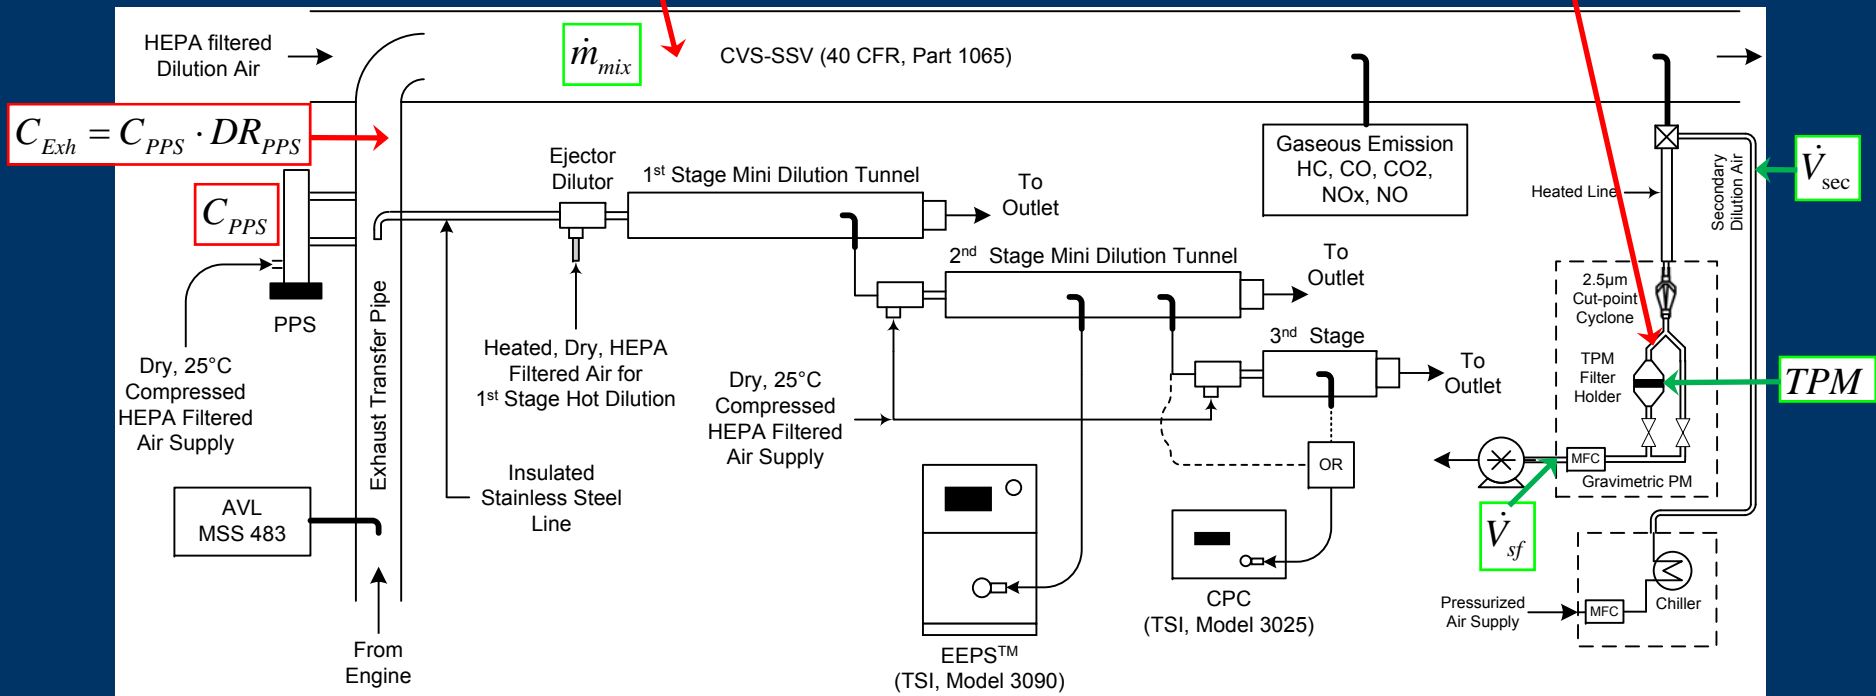 HEPA filtered
Dilution Air
ṁmix
CVS-SSV (40 CFR, Part 1065)
CExh = CPPS · DRPPS
CPPS
PPS
Dry, 25°C
Compressed
HEPA Filtered
Air Supply
Exhaust Transfer Pipe
AVL
MSS 483
From
Engine
Ejector
Dilutor
1st Stage Mini Dilution Tunnel
To
Outlet
Heated, Dry, HEPA
Filtered Air for
1st Stage Hot Dilution
Insulated
Stainless Steel
Line
2nd Stage Mini Dilution Tunnel
To
Outlet
3nd Stage
To
Outlet
Dry, 25°C
Compressed
HEPA Filtered
Air Supply
OR
EEPSTM
(TSI, Model 3090)
CPC
(TSI, Model 3025)
Gaseous Emission
HC, CO, CO2,
NOx, NO
Heated Line
Secondary
Dilution Air
V̇sec
2.5µm
Cut-point
Cyclone
TPM
Filter
Holder
TPM
MFC
Gravimetric PM
V̇sf
Pressurized
Air Supply
MFC
Chiller